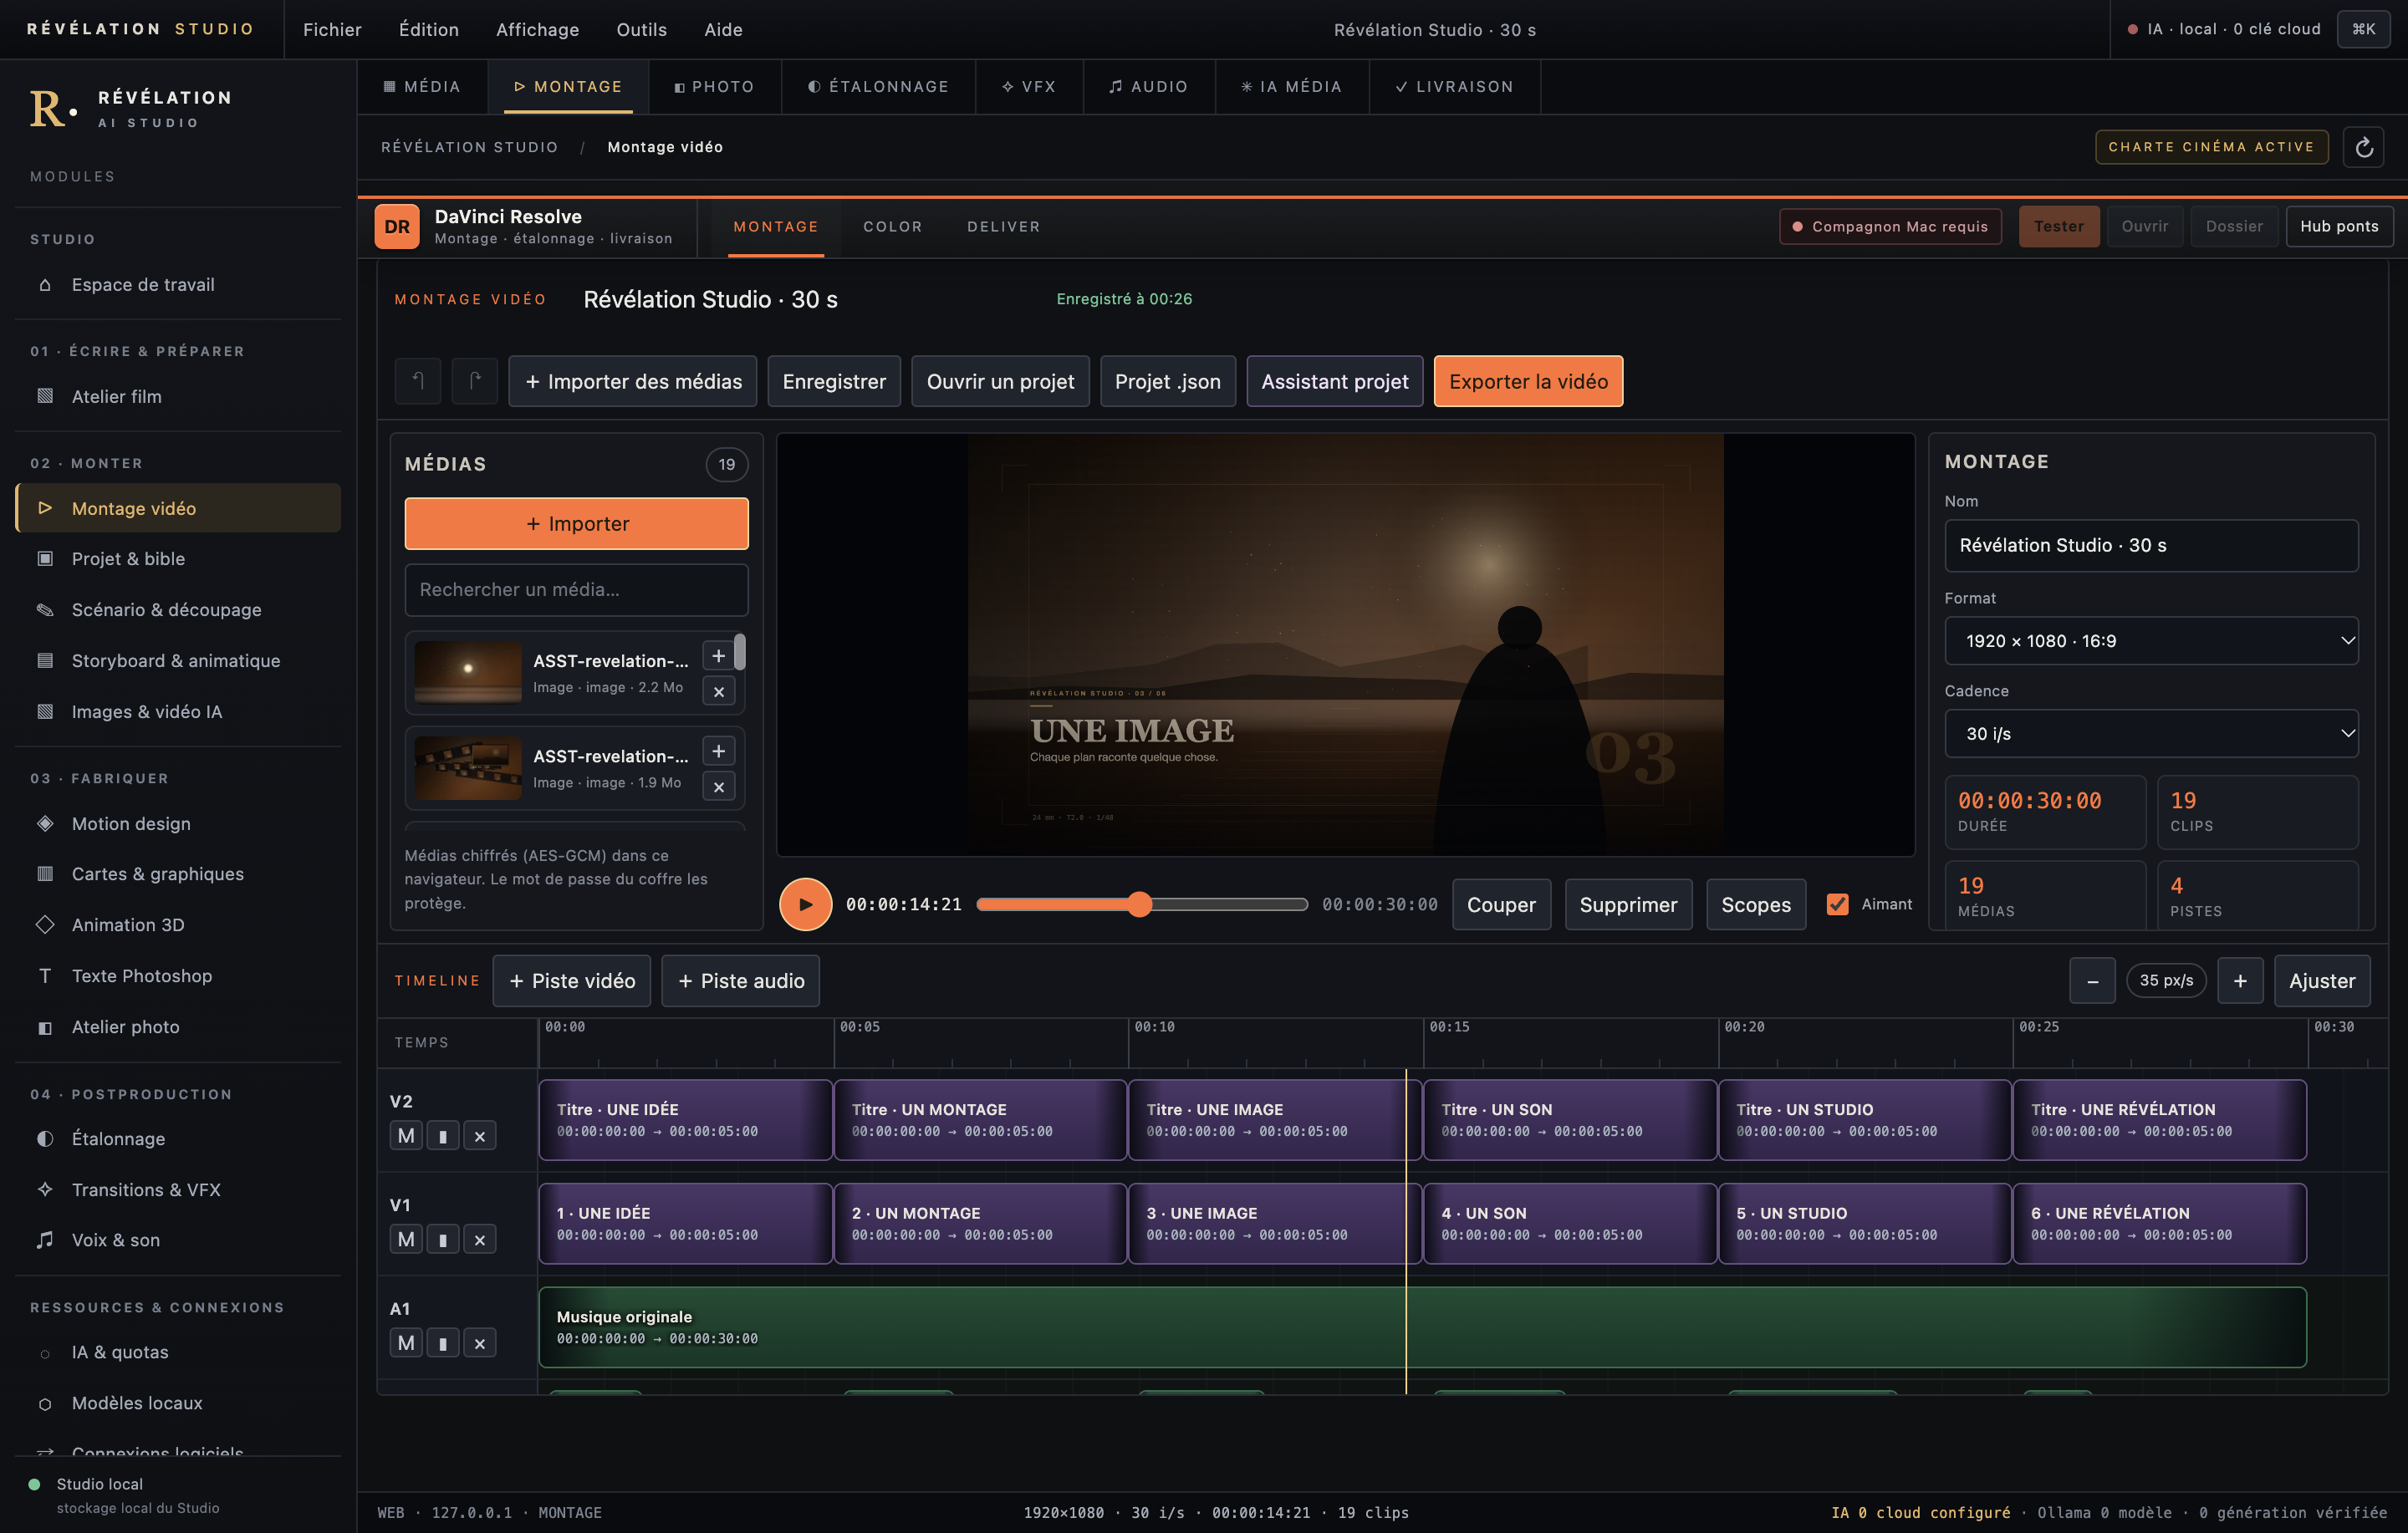 RÉVÉLATION STUDIO
Fichier Édition Affichage Outils Aide
Révélation Studio · 30 s
IA · local · 0 clé cloud
⌘K
R.
RÉVÉLATION
AI STUDIO
MODULES
STUDIO
Espace de travail
01 · ÉCRIRE & PRÉPARER
Atelier film
02 · MONTER
Montage vidéo
Projet & bible
Scénario & découpage
Storyboard & animatique
Images & vidéo IA
03 · FABRIQUER
Motion design
Cartes & graphiques
Animation 3D
Texte Photoshop
Atelier photo
04 · POSTPRODUCTION
Étalonnage
Transitions & VFX
Voix & son
RESSOURCES & CONNEXIONS
IA & quotas
Modèles locaux
Connexions logiciels
Studio local
stockage local du Studio
MÉDIA MONTAGE PHOTO ÉTALONNAGE VFX AUDIO IA MÉDIA LIVRAISON
RÉVÉLATION STUDIO / Montage vidéo
CHARTE CINÉMA ACTIVE
DR
DaVinci Resolve
Montage · étalonnage · livraison
MONTAGE COLOR DELIVER
Compagnon Mac requis
Tester Ouvrir Dossier Hub ponts
MONTAGE VIDÉO Révélation Studio · 30 s Enregistré à 00:26
+ Importer des médias Enregistrer Ouvrir un projet Projet .json Assistant projet Exporter la vidéo
MÉDIAS 19
+ Importer
Rechercher un média...
ASST-revelation-...
Image · image · 2.2 Mo
+
×
ASST-revelation-...
Image · image · 1.9 Mo
+
×
Médias chiffrés (AES-GCM) dans ce
navigateur. Le mot de passe du coffre les
protège.
RÉVÉLATION STUDIO · 03 / 06
UNE IMAGE
Chaque plan raconte quelque chose.
03
24 mm · T2.0 · 1/48
00:00:14:21 00:00:30:00 Couper Supprimer Scopes Aimant
MONTAGE
Nom
Révélation Studio · 30 s
Format
1920 × 1080 · 16:9
Cadence
30 i/s
00:00:30:00
DURÉE
19
CLIPS
19
MÉDIAS
4
PISTES
TIMELINE + Piste vidéo + Piste audio
– 35 px/s + Ajuster
TEMPS 00:00 00:05 00:10 00:15 00:20 00:25 00:30
V2
M ×
Titre · UNE IDÉE
00:00:00:00 → 00:00:05:00
Titre · UN MONTAGE
00:00:00:00 → 00:00:05:00
Titre · UNE IMAGE
00:00:00:00 → 00:00:05:00
Titre · UN SON
00:00:00:00 → 00:00:05:00
Titre · UN STUDIO
00:00:00:00 → 00:00:05:00
Titre · UNE RÉVÉLATION
00:00:00:00 → 00:00:05:00
V1
M ×
1 · UNE IDÉE
00:00:00:00 → 00:00:05:00
2 · UN MONTAGE
00:00:00:00 → 00:00:05:00
3 · UNE IMAGE
00:00:00:00 → 00:00:05:00
4 · UN SON
00:00:00:00 → 00:00:05:00
5 · UN STUDIO
00:00:00:00 → 00:00:05:00
6 · UNE RÉVÉLATION
00:00:00:00 → 00:00:05:00
A1
M ×
Musique originale
00:00:00:00 → 00:00:30:00
WEB · 127.0.0.1 · MONTAGE
1920×1080 · 30 i/s · 00:00:14:21 · 19 clips
IA 0 cloud configuré · Ollama 0 modèle · 0 génération vérifiée